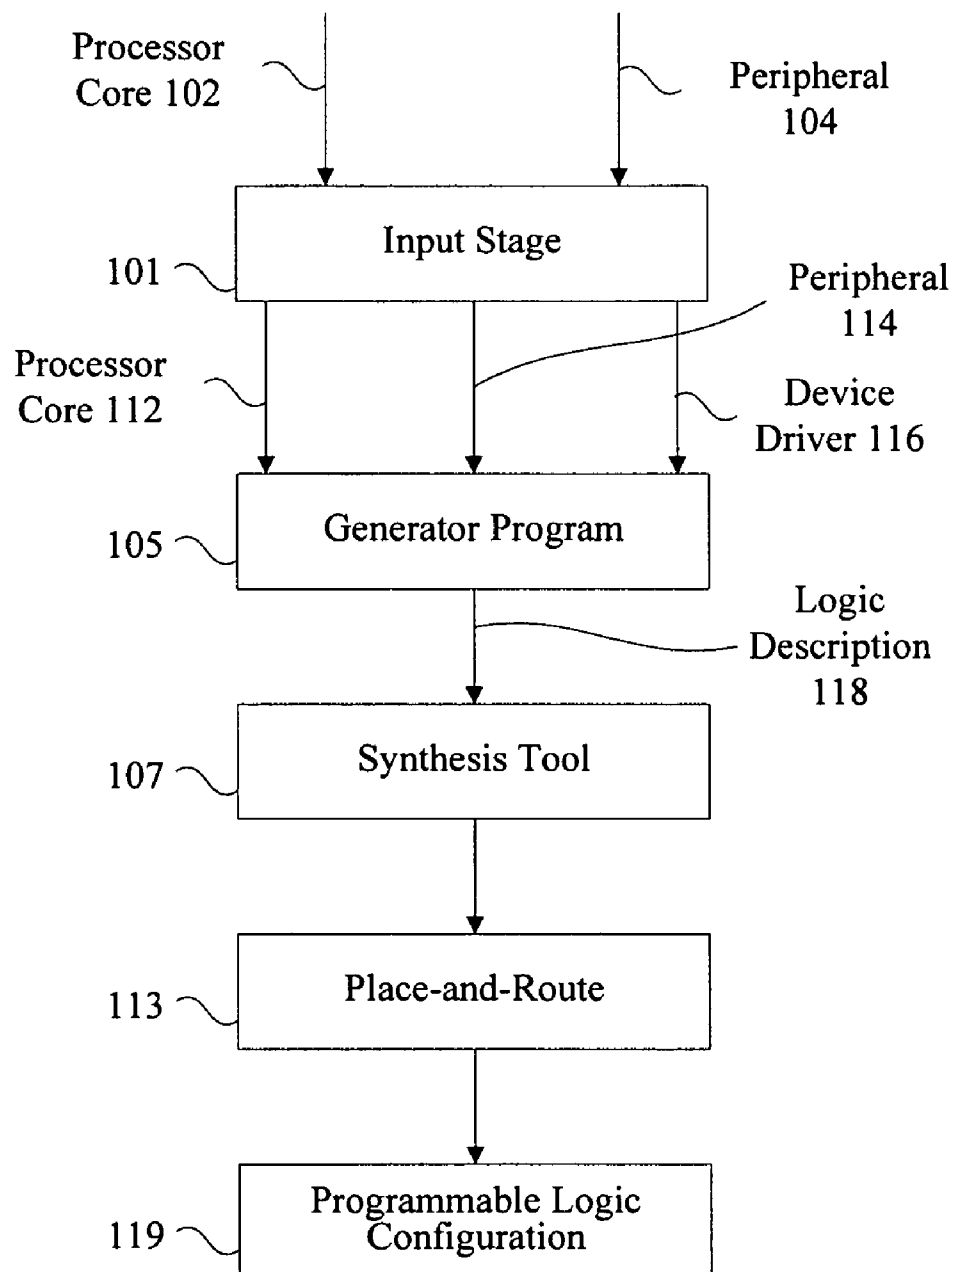 Processor
Core 102
Peripheral
104
Input Stage
101
Peripheral
114
Processor
Core 112
Device
Driver 116
Generator Program
105
Logic
Description
118
Synthesis Tool
107
Place-and-Route
113
Programmable Logic
Configuration
119